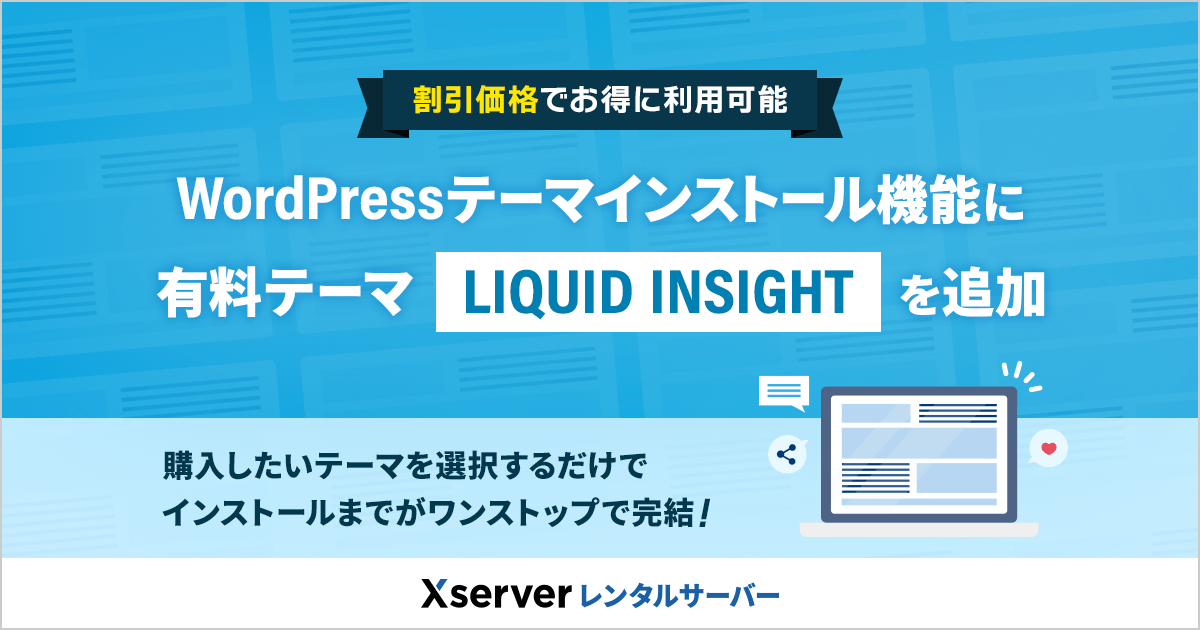 割引価格でお得に利用可能
WordPressテーマインストール機能に
有料テーマ LIQUID INSIGHT を追加
購入したいテーマを選択するだけで
インストールまでがワンストップで完結!
Xserver レンタルサーバー